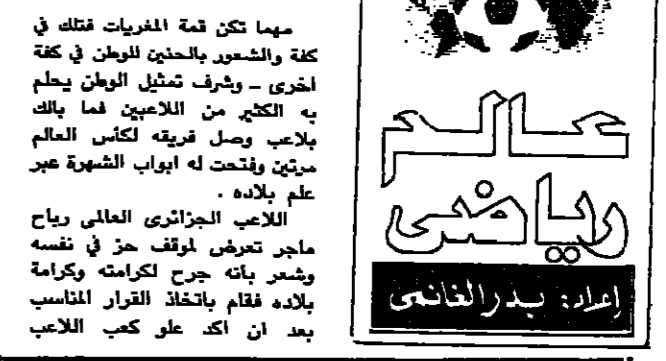 عالم
رياضى
إعداد: بدر الغانمى
مهما تكن قمة المغريات فتلك في
كفة والشعور بالحنين للوطن في كفة
اخرى _ وشرف تمثيل الوطن يحلم
به الكثير من اللاعبين فما بالك
بلاعب وصل فريقه لكأس العالم
مرتين وفتحت له ابواب الشهرة عبر
علم بلاده .
اللاعب الجزائرى العالمى رباح
ماجر تعرض لموقف حز في نفسه
وشعر بانه جرح لكرامته وكرامة
بلاده فقام باتخاذ القرار المناسب
بعد ان اكد علو كعب اللاعب